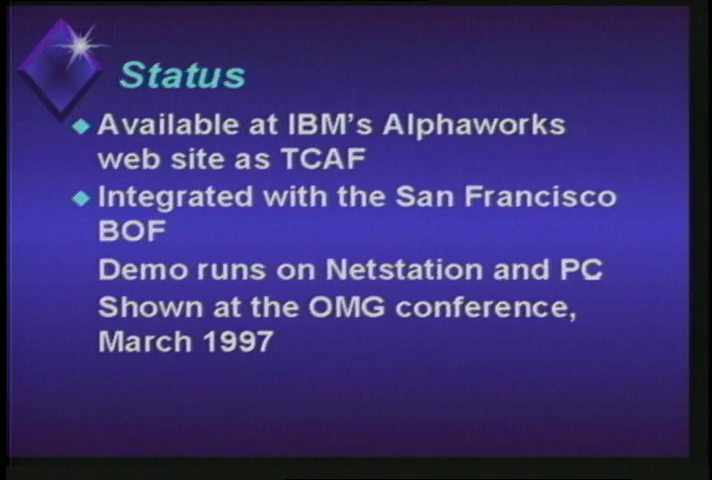 Status
Available at IBM's Alphaworks
web site as TCAF
Integrated with the San Francisco
BOF
Demo runs on Netstation and PC
Shown at the OMG conference,
March 1997